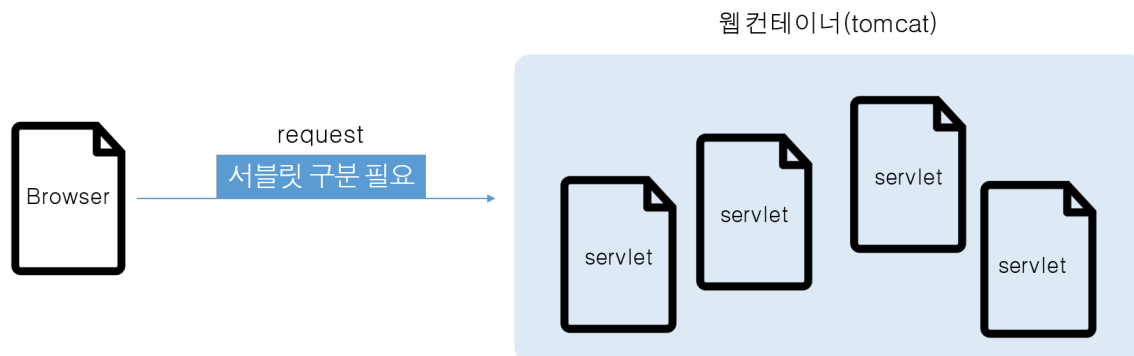 웹컨테이너(tomcat)
request
서블릿 구분 필요
Browser
servlet
servlet
servlet
servlet